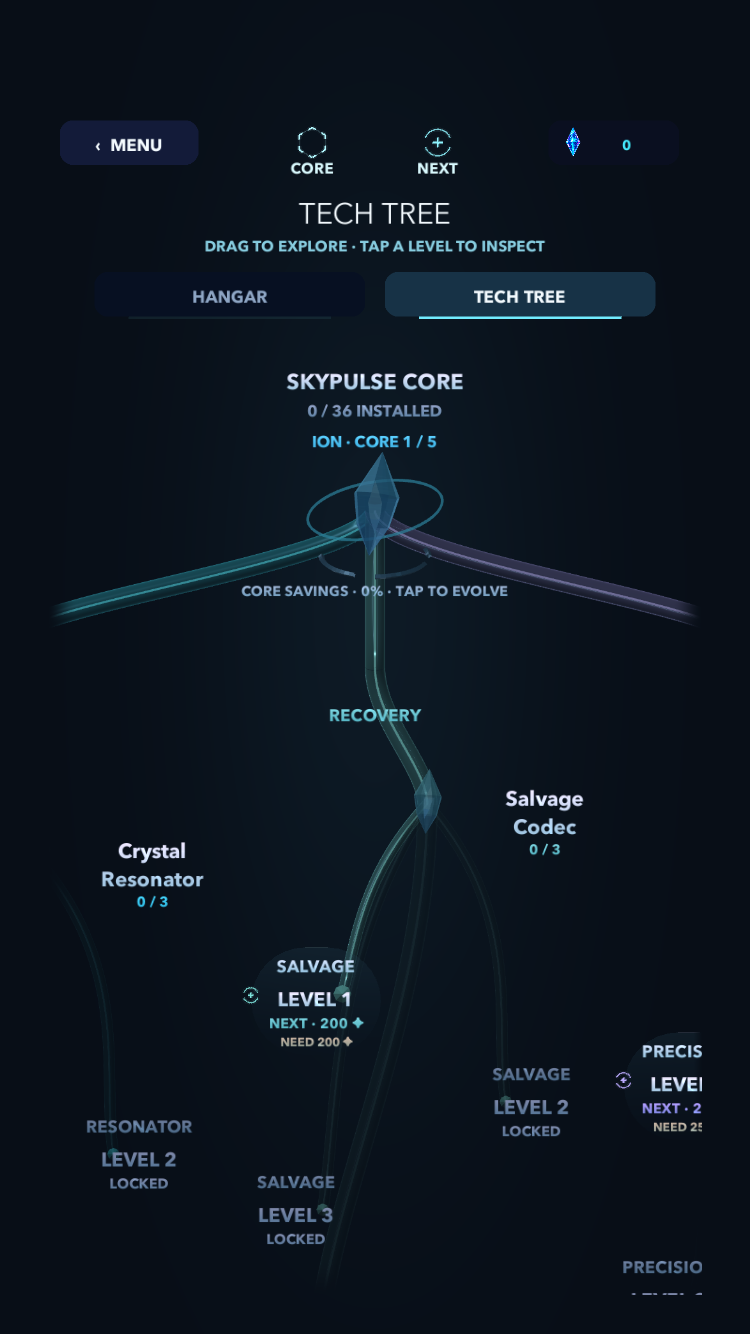 ‹ MENU
CORE
NEXT
0
TECH TREE
DRAG TO EXPLORE · TAP A LEVEL TO INSPECT
HANGAR
TECH TREE
SKYPULSE CORE
0 / 36 INSTALLED
ION · CORE 1 / 5
CORE SAVINGS · 0% · TAP TO EVOLVE
RECOVERY
Salvage
Codec
0 / 3
Crystal
Resonator
0 / 3
SALVAGE
LEVEL 1
NEXT · 200 ✦
NEED 200 ✦
PRECIS
LEVEL
NEXT · 2
NEED 25
SALVAGE
LEVEL 2
LOCKED
RESONATOR
LEVEL 2
LOCKED
SALVAGE
LEVEL 3
LOCKED
PRECISIO